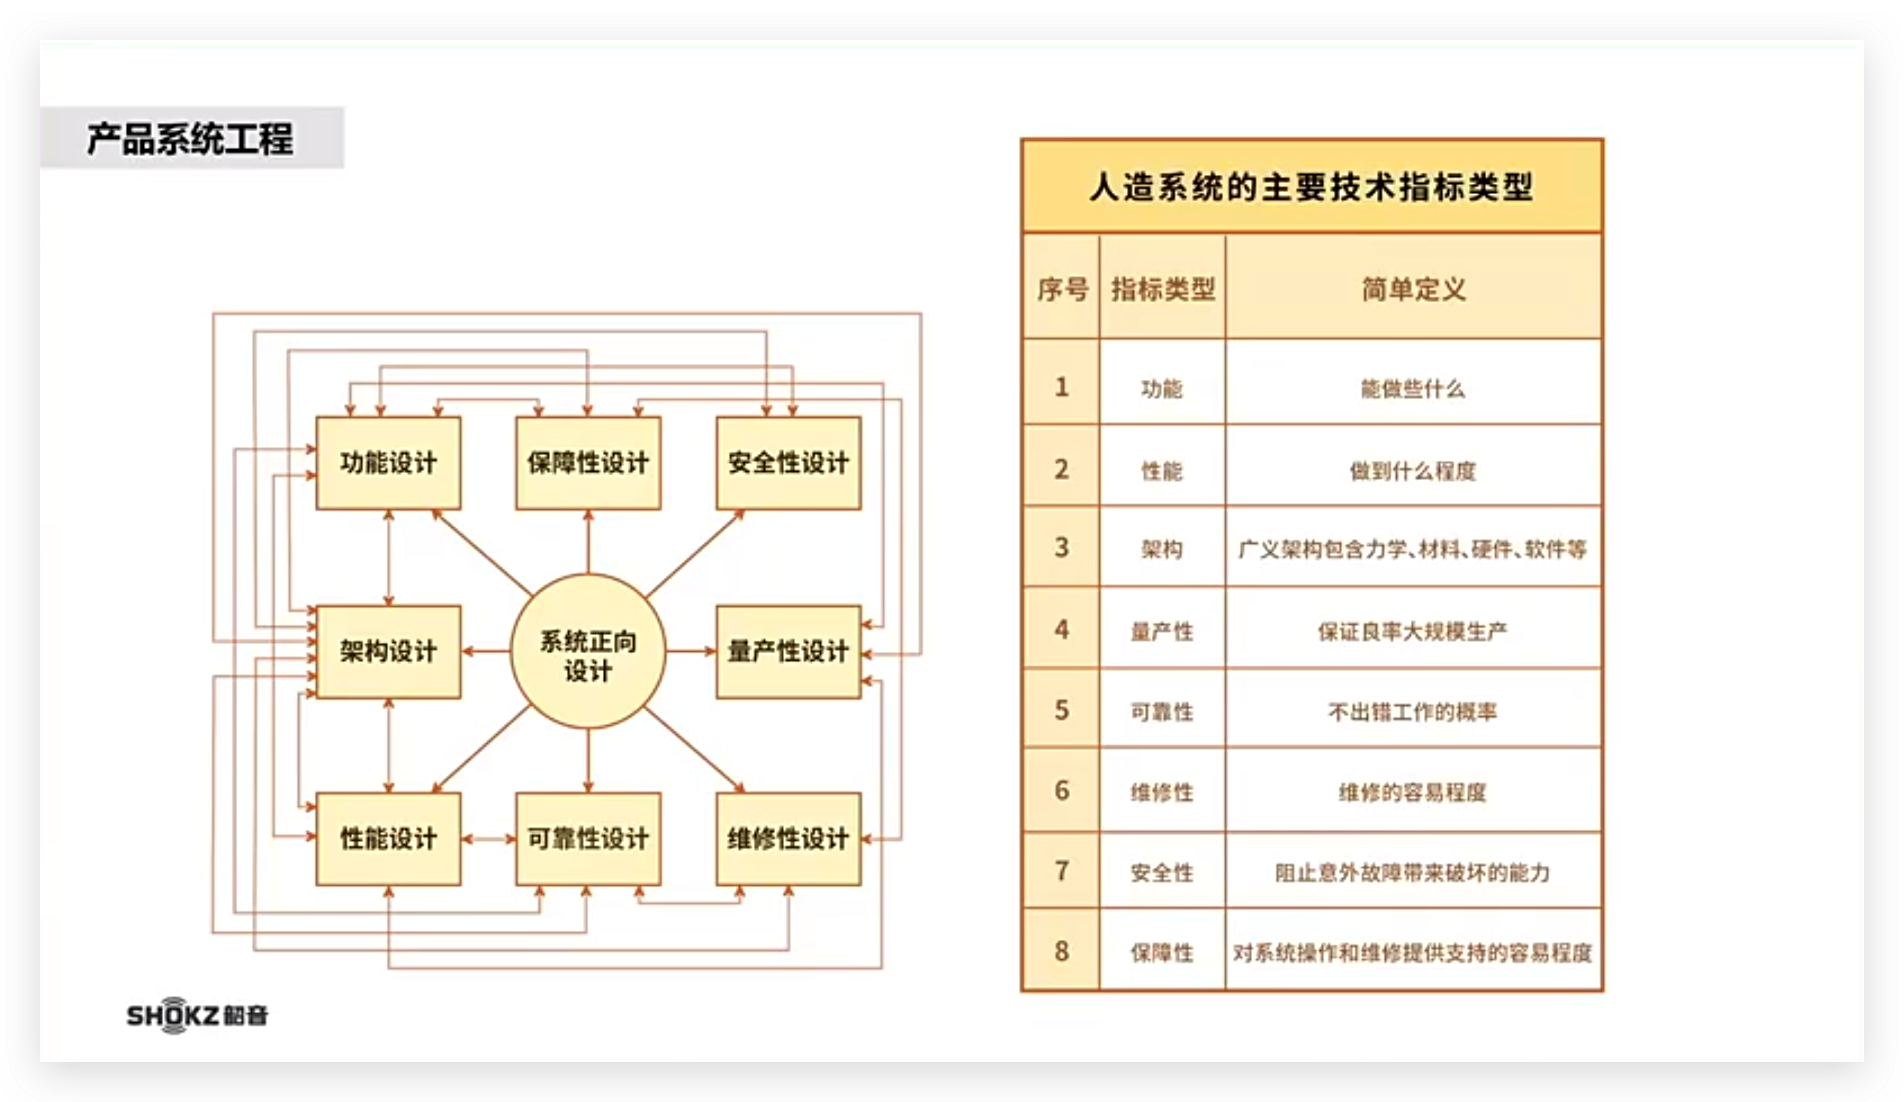 产品系统工程
功能设计
保障性设计
安全性设计
架构设计
系统正向
设计
量产性设计
性能设计
可靠性设计
维修性设计
SHOKZ韶音
人造系统的主要技术指标类型
序号 指标类型 简单定义
1 功能 能做些什么
2 性能 做到什么程度
3 架构 广义架构包含力学、材料、硬件、软件等
4 量产性 保证良率大规模生产
5 可靠性 不出错工作的概率
6 维修性 维修的容易程度
7 安全性 阻止意外故障带来破坏的能力
8 保障性 对系统操作和维修提供支持的容易程度